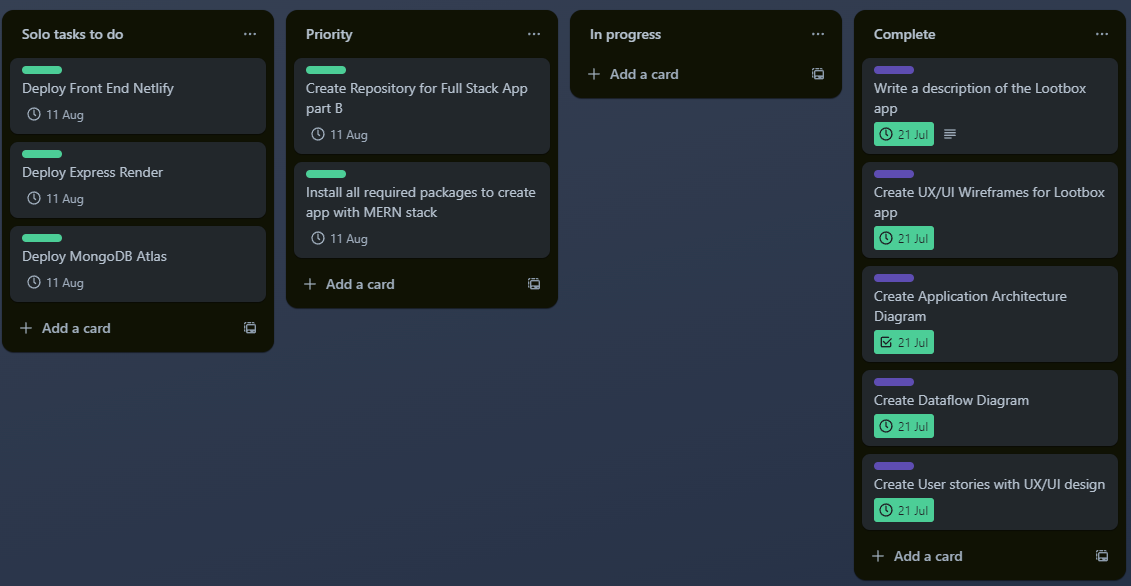 Solo tasks to do
Deploy Front End Netlify
11 Aug
Deploy Express Render
11 Aug
Deploy MongoDB Atlas
11 Aug
Add a card
Priority
Create Repository for Full Stack App
part B
11 Aug
Install all required packages to create
app with MERN stack
11 Aug
Add a card
In progress
Add a card
Complete
Write a description of the Lootbox
app
21 Jul
Create UX/UI Wireframes for Lootbox
app
21 Jul
Create Application Architecture
Diagram
21 Jul
Create Dataflow Diagram
21 Jul
Create User stories with UX/UI design
21 Jul
Add a card